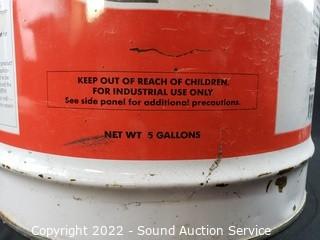 KEEP OUT OF REACH OF CHILDREN.
FOR INDUSTRIAL USE ONLY
See side panel for additional precautions.
NET WT 5 GALLONS
Copyright 2022 - Sound Auction Service